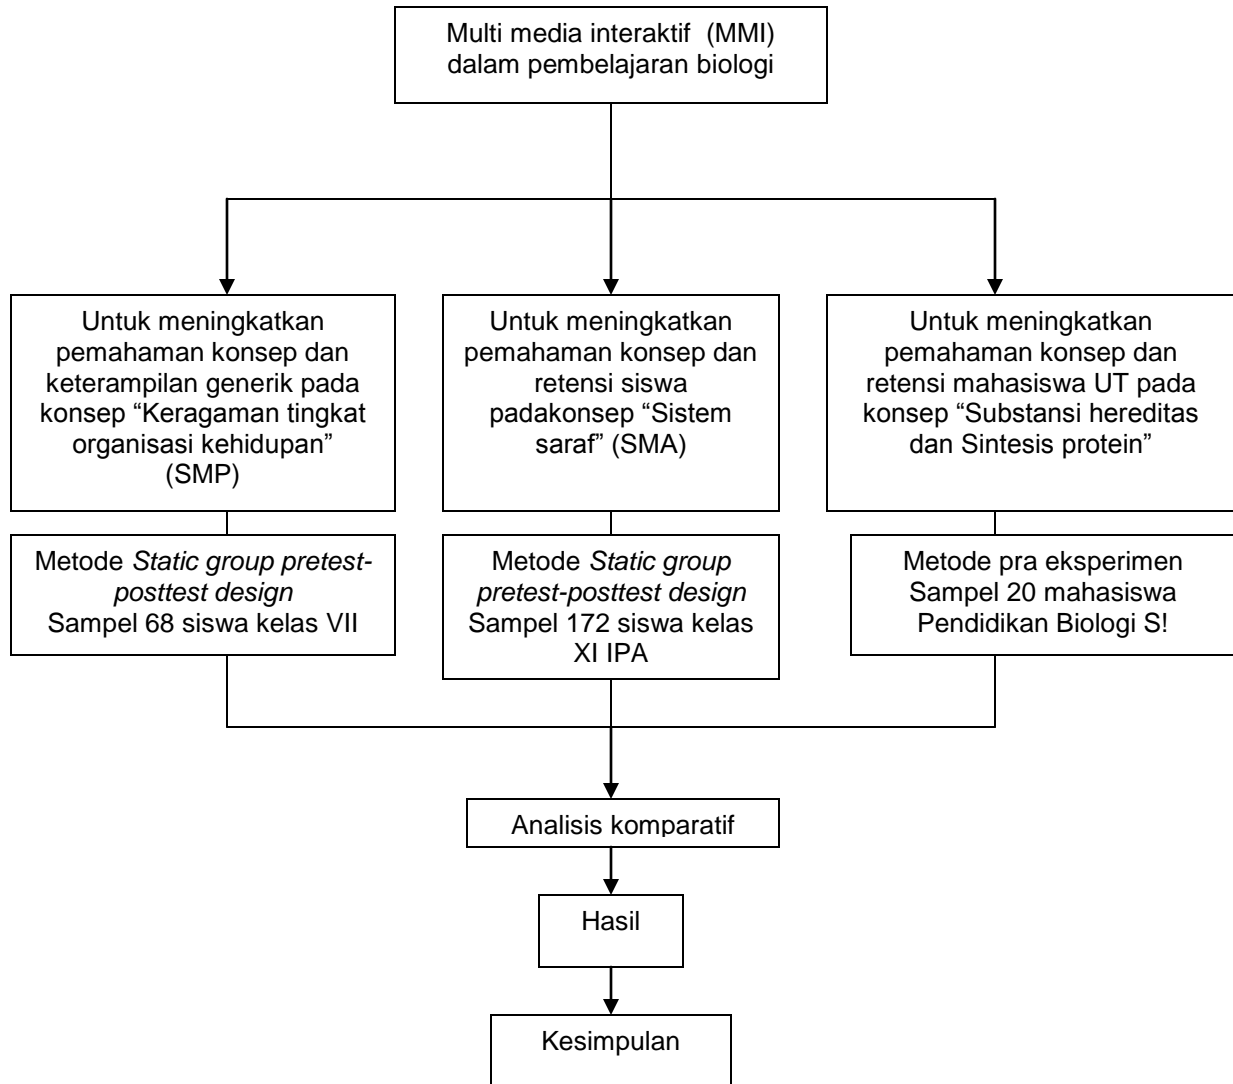 Multi media interaktif  (MMI)
dalam pembelajaran biologi
Untuk meningkatkan
pemahaman konsep dan
keterampilan generik pada
konsep “Keragaman tingkat
organisasi kehidupan”
(SMP)
Untuk meningkatkan
pemahaman konsep dan
retensi siswa
padakonsep “Sistem
saraf” (SMA)
Untuk meningkatkan
pemahaman konsep dan
retensi mahasiswa UT pada
konsep “Substansi hereditas
dan Sintesis protein”
Metode Static group pretest-
posttest design
Sampel 68 siswa kelas VII
Metode Static group
pretest-posttest design
Sampel 172 siswa kelas
XI IPA
Metode pra eksperimen
Sampel 20 mahasiswa
Pendidikan Biologi S!
Analisis komparatif
Hasil
Kesimpulan